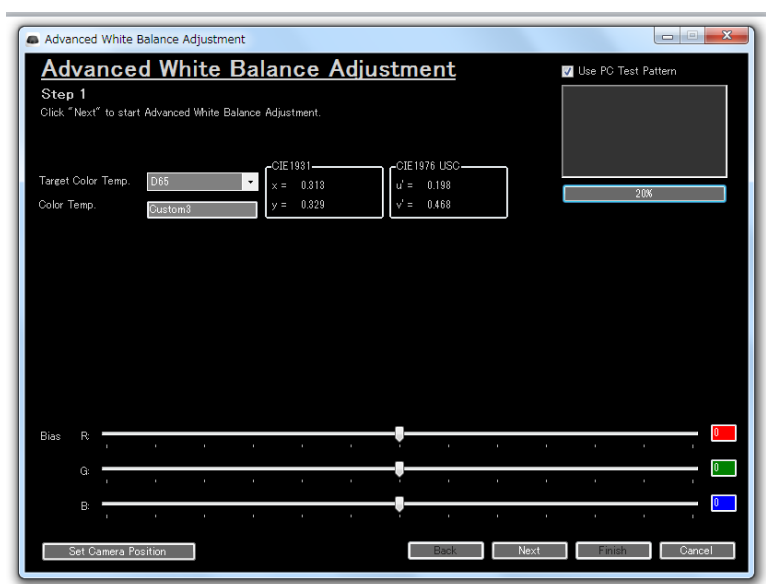 Advanced White Balance Adjustment
Advanced White Balance Adjustment
Use PC Test Pattern
Step 1
Click "Next" to start Advanced White Balance Adjustment.
CIE1931
CIE1976 USC
Target Color Temp. D65
x = 0.313
u' = 0.198
20%
Color Temp. Custom3
y = 0.329
v' = 0.468
Bias R: 0
G: 0
B: 0
Set Camera Position Back Next Finish Cancel